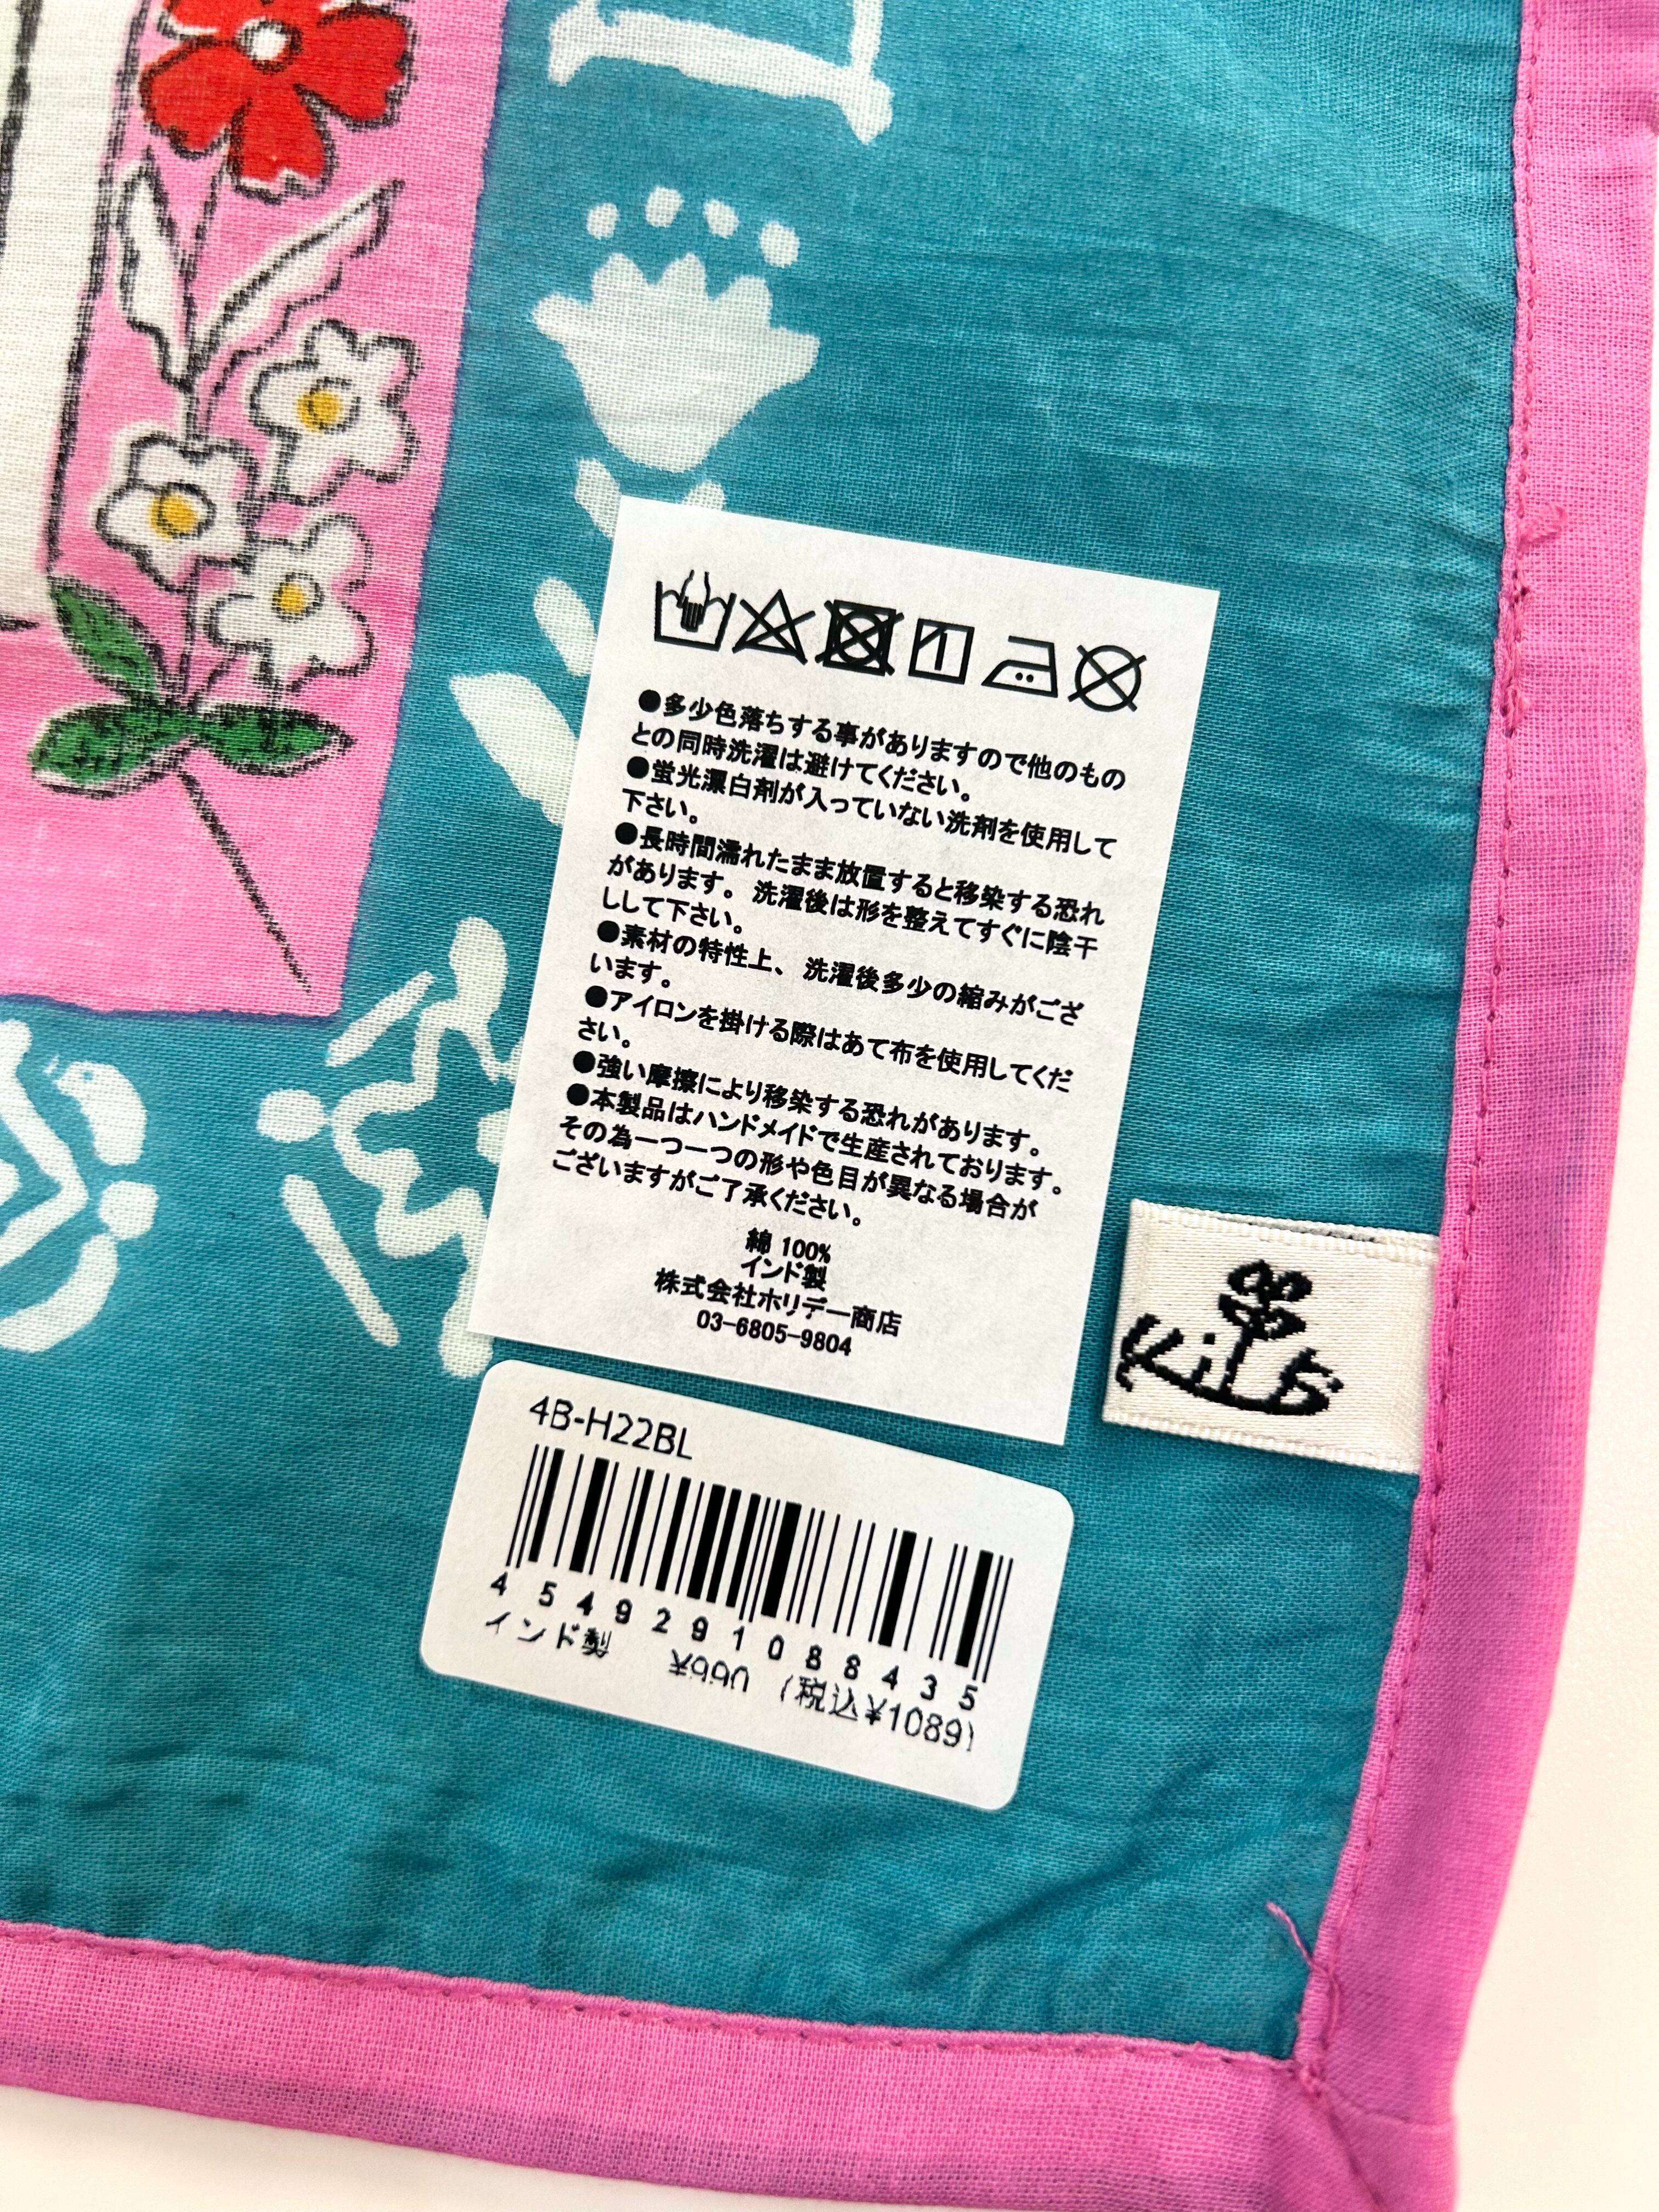 ●多少色落ちする事がありますので他のもの
との同時洗濯は避けてください。
●蛍光漂白剤が入っていない洗剤を使用して
下さい。
●長時間濡れたまま放置すると移染する恐れ
があります。洗濯後は形を整えてすぐに陰干
しして下さい。
●素材の特性上、洗濯後多少の縮みがござ
います。
●アイロンを掛ける際はあて布を使用してくだ
さい。
●強い摩擦により移染する恐れがあります。
●本製品はハンドメイドで生産されております。
その為一つ一つの形や色目が異なる場合が
ございますがご了承ください。
綿 100%
インド製
株式会社ホリデー商店
03-6805-9804
4B-H22BL
4549291088435
インド製 ¥990 (税込¥1089)